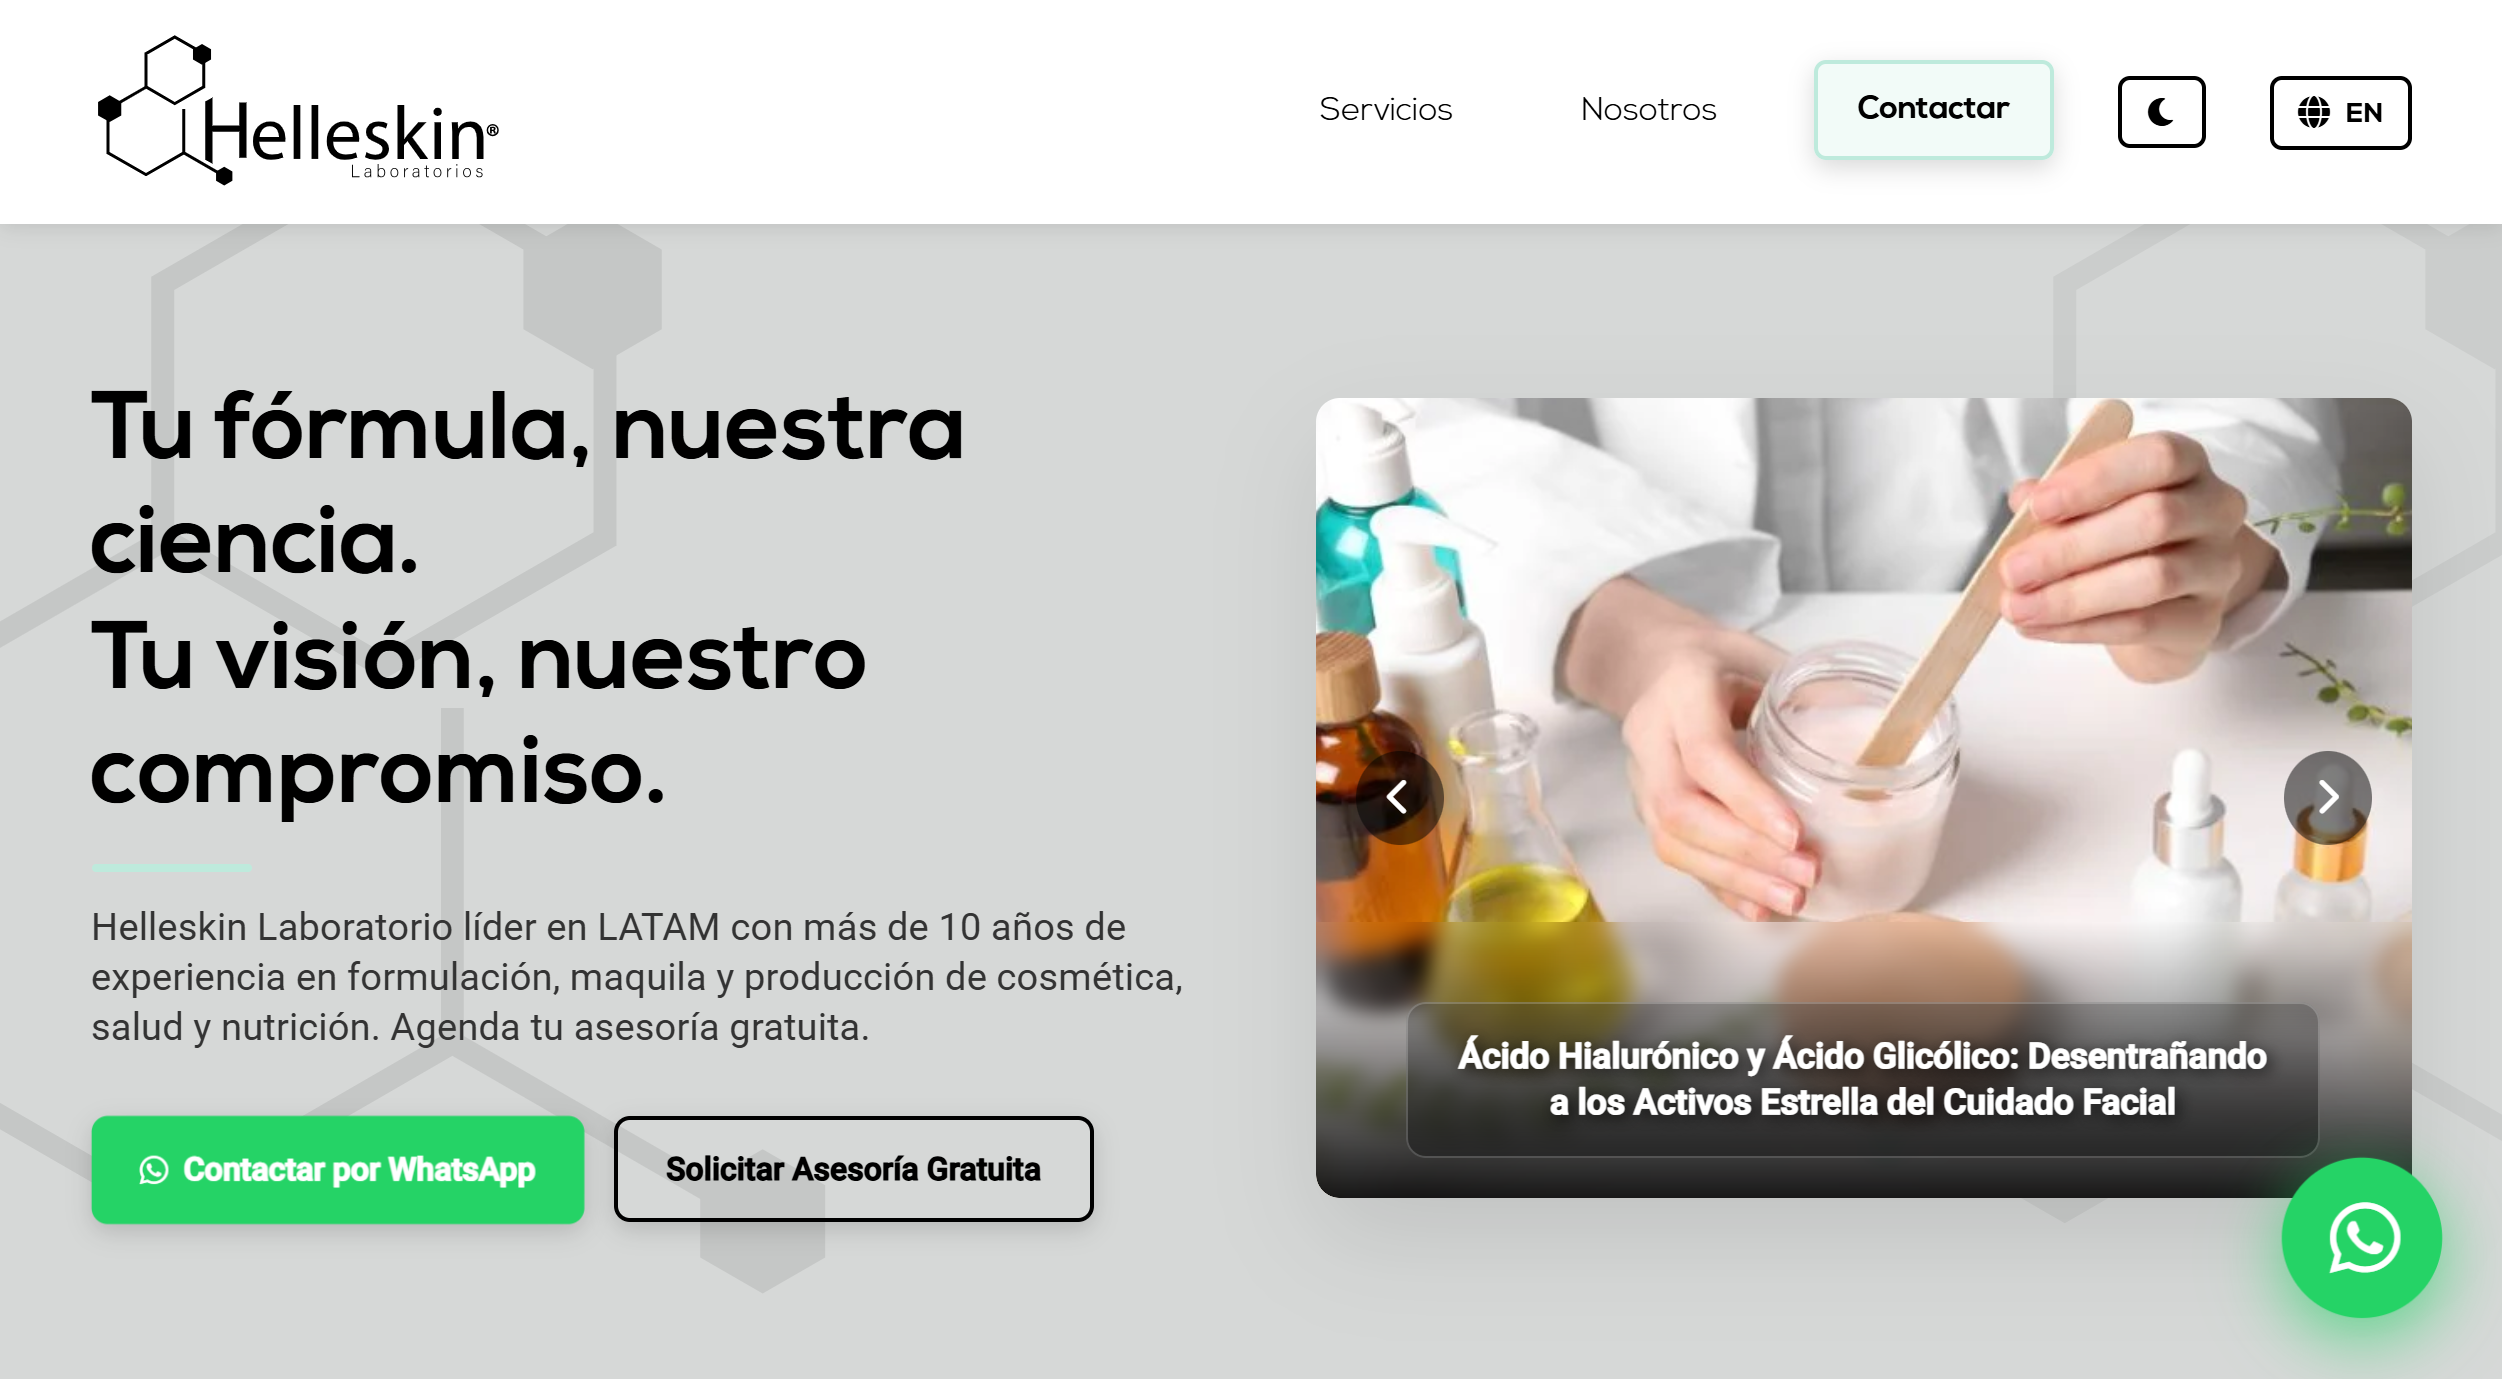 Helleskin®
Laboratorios
Servicios
Nosotros
Contactar
EN
Tu fórmula, nuestra
ciencia.
Tu visión, nuestro
compromiso.
Helleskin Laboratorio líder en LATAM con más de 10 años de
experiencia en formulación, maquila y producción de cosmética,
salud y nutrición. Agenda tu asesoría gratuita.
Contactar por WhatsApp
Solicitar Asesoría Gratuita
Ácido Hialurónico y Ácido Glicólico: Desentrañando
a los Activos Estrella del Cuidado Facial